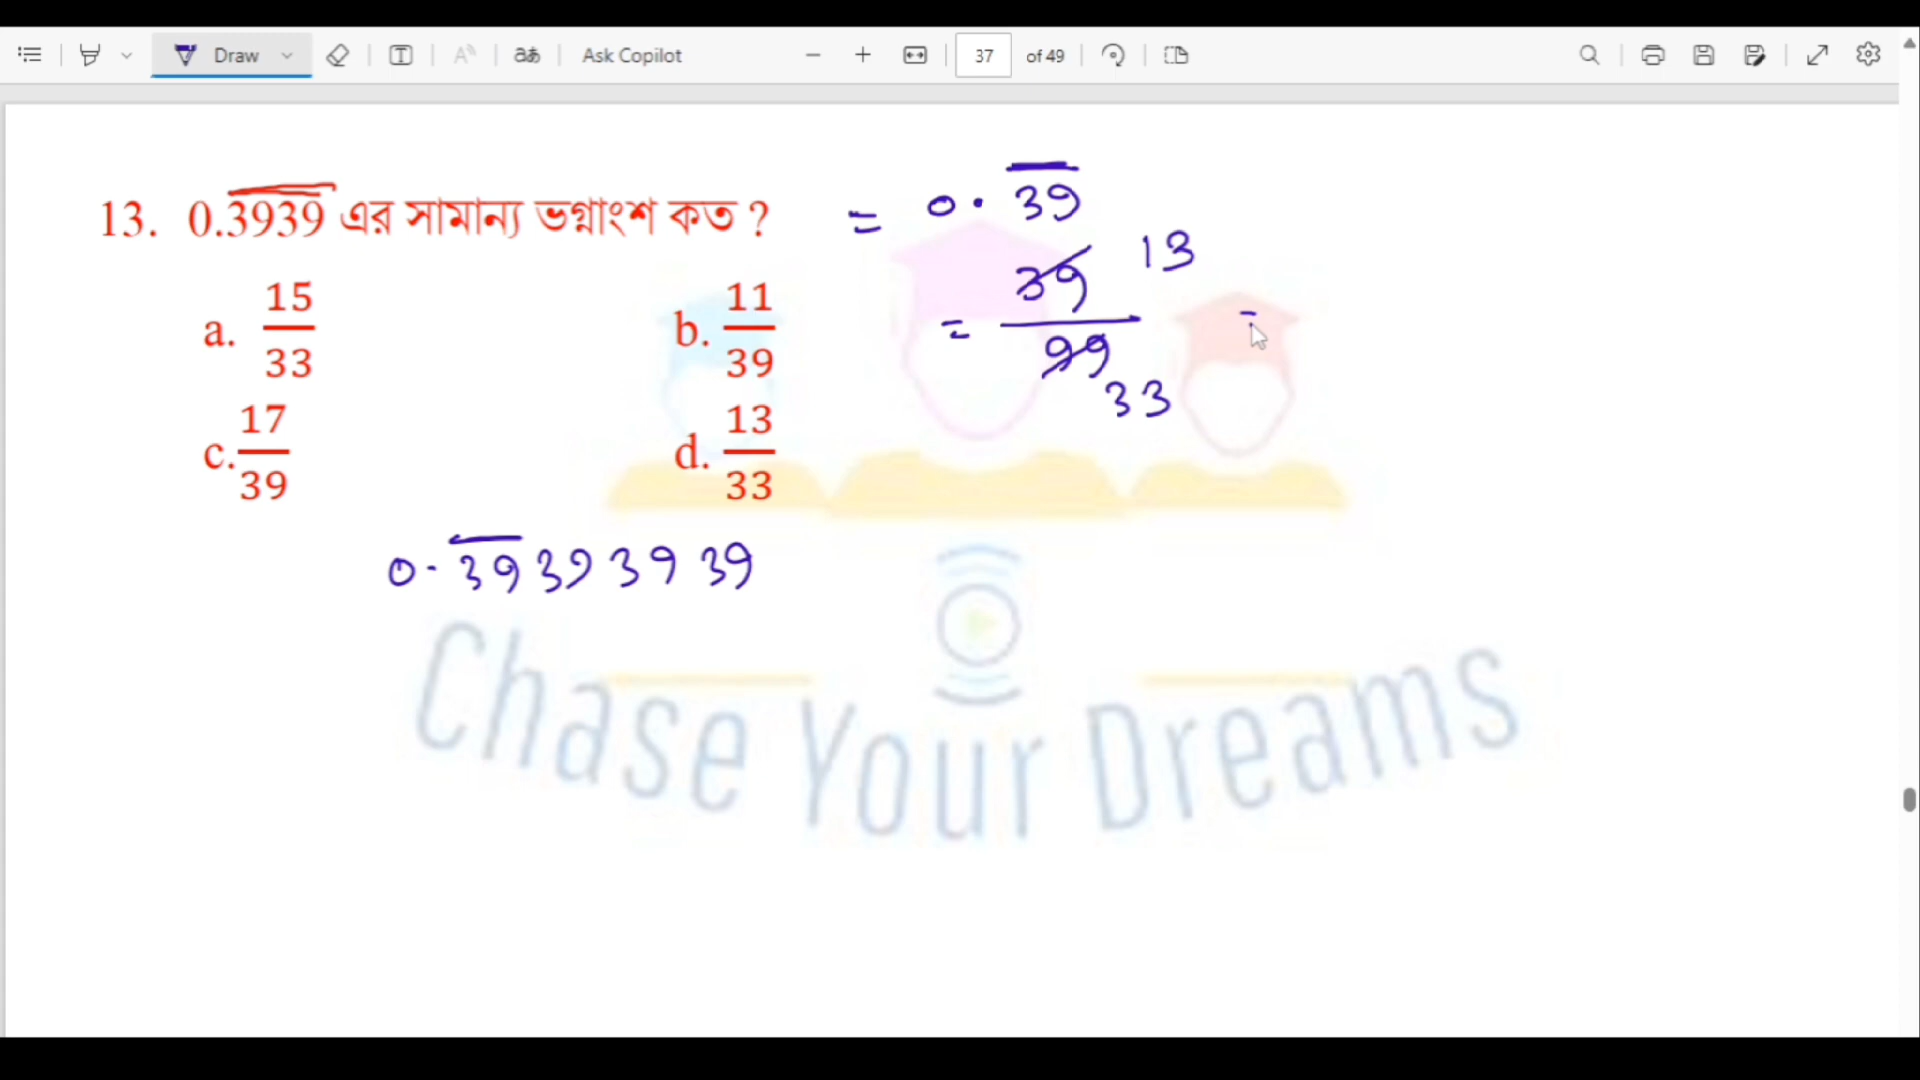 Draw
Ask Copilot
37 of 49
13. 0.3939 এর সামান্য ভগ্নাংশ কত ?
a. 15/33
b. 11/39
c. 17/39
d. 13/33
= 0.39
= 39/99 13
33
=
0.39393939
Chase Your Dreams